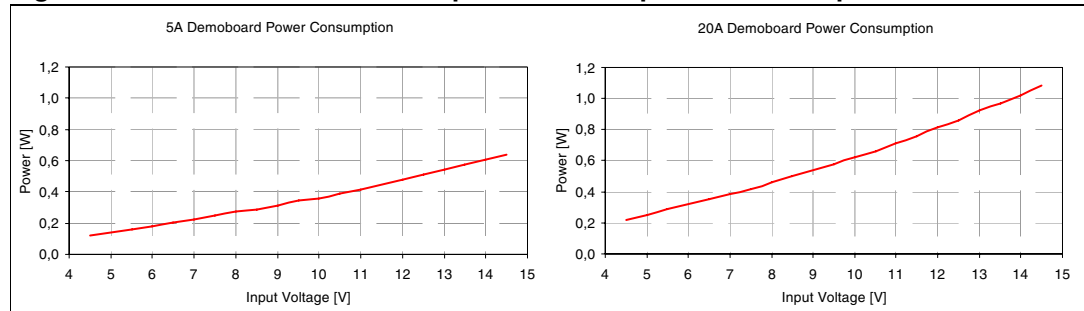 5A Demoboard Power Consumption
1,2
1,0
0,8
0,6
0,4
0,2
0,0
Power [W]
4 5 6 7 8 9 10 11 12 13 14 15
Input Voltage [V]
20A Demoboard Power Consumption
1,2
1,0
0,8
0,6
0,4
0,2
0,0
Power [W]
4 5 6 7 8 9 10 11 12 13 14 15
Input Voltage [V]